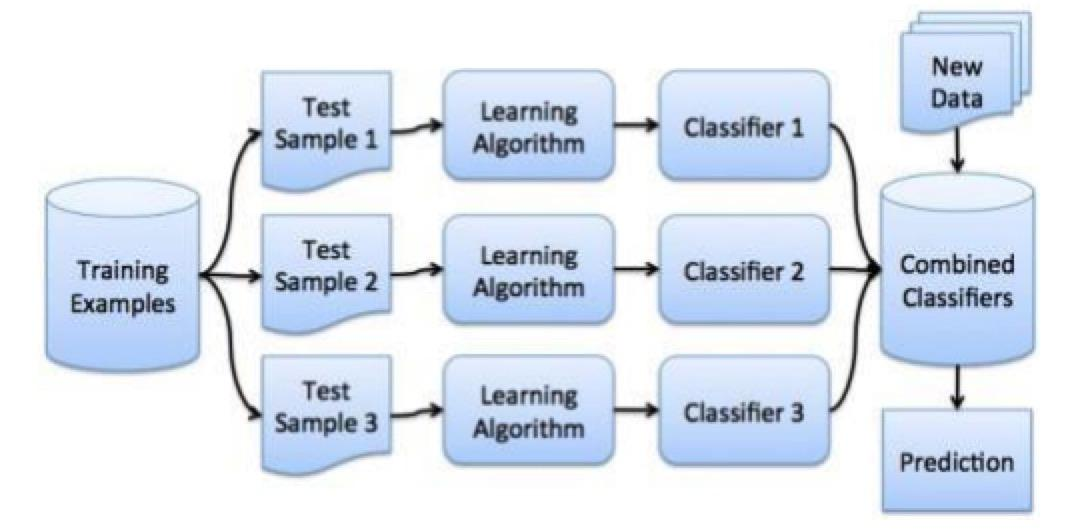 New
Data
Test
Sample 1
Learning
Algorithm
Classifier 1
Training
Examples
Test
Sample 2
Learning
Algorithm
Classifier 2
Combined
Classifiers
Test
Sample 3
Learning
Algorithm
Classifier 3
Prediction